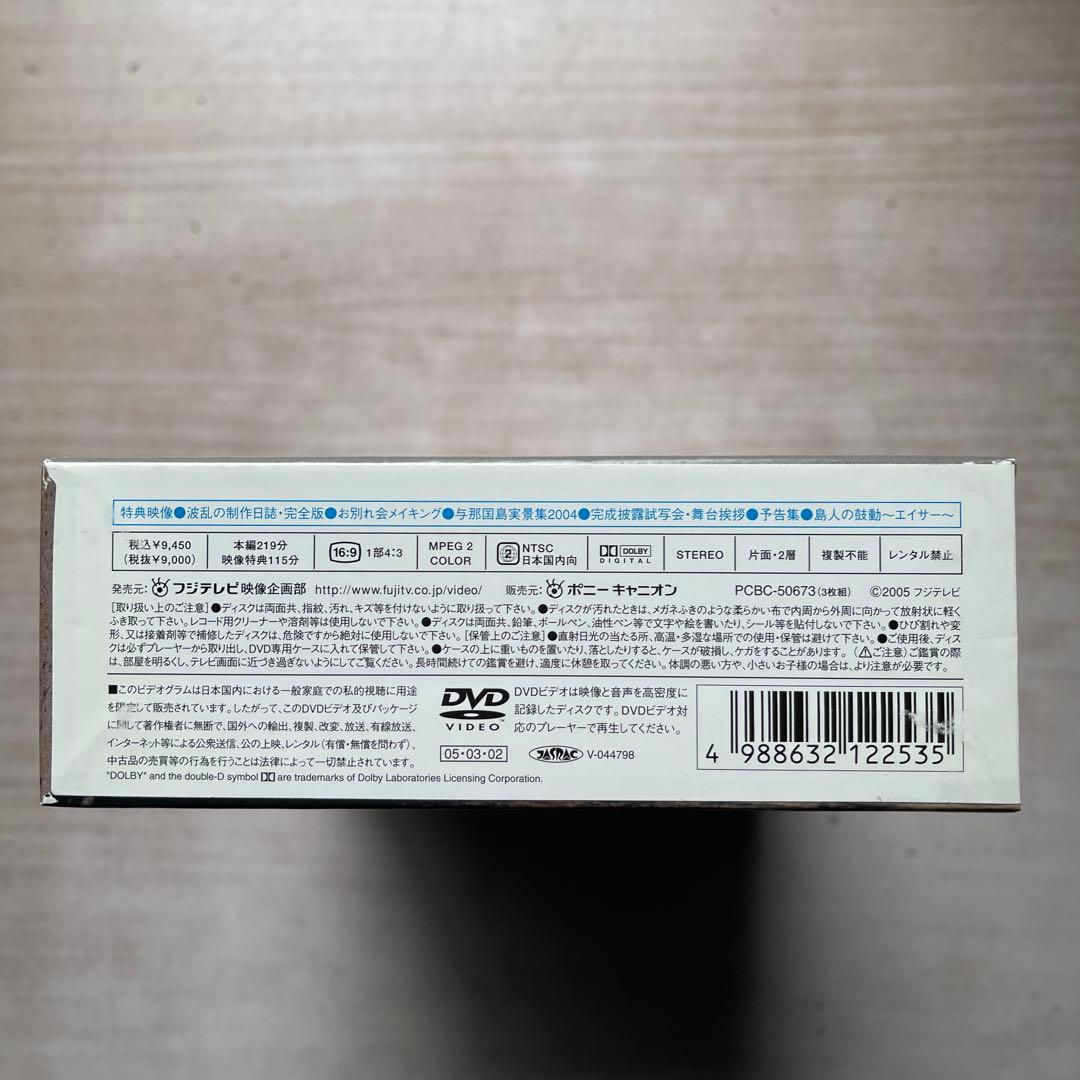 特典映像●波乱の制作日誌・完全版●お別れ会メイキング●与那国島実景集2004●完成披露試写会・舞台挨拶●予告集●島人の鼓動〜エイサー〜
税込¥9,450
(税抜¥9,000)
本編219分
映像特典115分
16:9 1部4:3
MPEG 2
COLOR
2 NTSC
日本国内向
DOLBY
DIGITAL
STEREO
片面・2層
複製不能
レンタル禁止
発売元: フジテレビ映像企画部 http://www.fujitv.co.jp/video/ 販売元: ポニーキャニオン PCBC-50673(3枚組) ©2005 フジテレビ
[取り扱い上のご注意]●ディスクは両面共、指紋、汚れ、キズ等を付けないように取り扱って下さい。●ディスクが汚れたときは、メガネふきのような柔らかい布で内周から外周に向かって放射状に軽く
ふき取って下さい。レコード用クリーナーや溶剤等は使用しないで下さい。●ディスクは両面共、鉛筆、ボールペン、油性ペン等で文字や絵を書いたり、シール等を貼付しないで下さい。●ひび割れや変
形、又は接着剤等で補修したディスクは、危険ですから絶対に使用しないで下さい。[保管上のご注意]●直射日光の当たる所、高温・多湿な場所での使用・保管は避けて下さい。●ご使用後、ディス
クは必ずプレーヤーから取り出し、DVD専用ケースに入れて保管して下さい。●ケースの上に重いものを置いたり、落としたりすると、ケースが破損し、ケガをすることがあります。(⚠ご注意)ご鑑賞の際
は、部屋を明るくし、テレビ画面に近づき過ぎないようにしてご覧ください。長時間続けての鑑賞を避け、適度に休憩を取ってください。体調の悪い方や、小さいお子様の場合は、より注意が必要です。
■このビデオグラムは日本国内における一般家庭での私的視聴に用途
を限定して販売されています。したがって、このDVDビデオ及びパッケージ
に関して著作権者に無断で、国外への輸出、複製、改変、放送、有線放送、
インターネット等による公衆送信、公の上映、レンタル(有償・無償を問わず)、
中古品の売買等の行為を行うことは法律によって一切禁止されています。
"DOLBY" and the double-D symbol are trademarks of Dolby Laboratories Licensing Corporation.
DVD
VIDEO
DVDビデオは映像と音声を高密度に
記録したディスクです。DVDビデオ対
応のプレーヤーで再生してください。
05・03・02
JASRAC V-044798
4 988632 122535